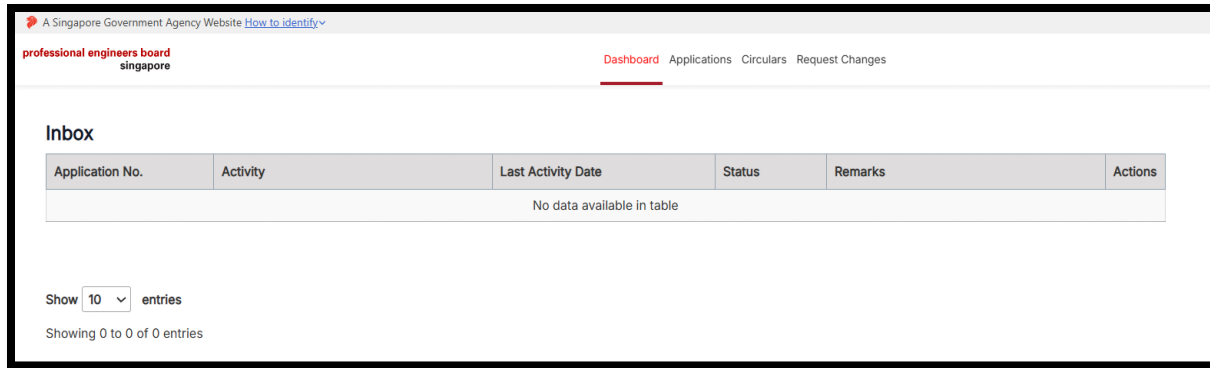 A Singapore Government Agency Website How to identify
professional engineers board
singapore
Dashboard Applications Circulars Request Changes
Inbox
Application No. Activity Last Activity Date Status Remarks Actions
No data available in table
Show 10 entries
Showing 0 to 0 of 0 entries